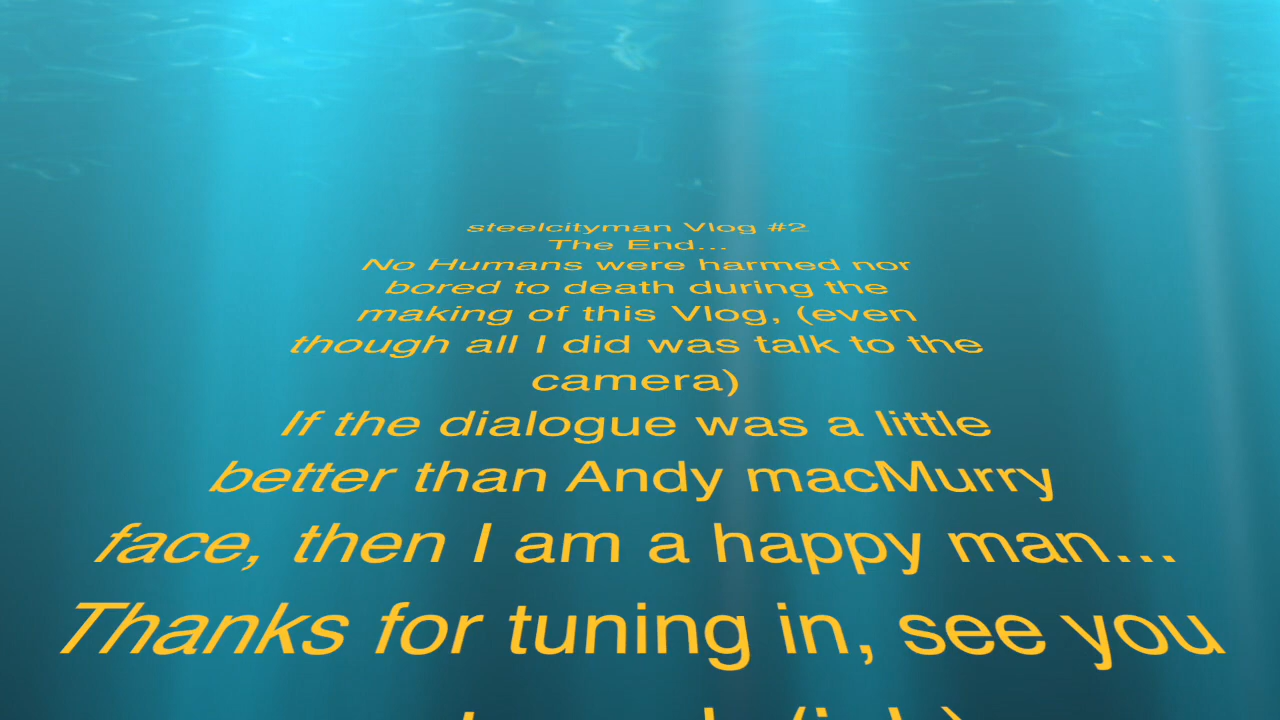 steelcityman Vlog #2
The End...
No Humans were harmed nor
bored to death during the
making of this Vlog, (even
though all I did was talk to the
camera)
If the dialogue was a little
better than Andy macMurry
face, then I am a happy man...
Thanks for tuning in, see you